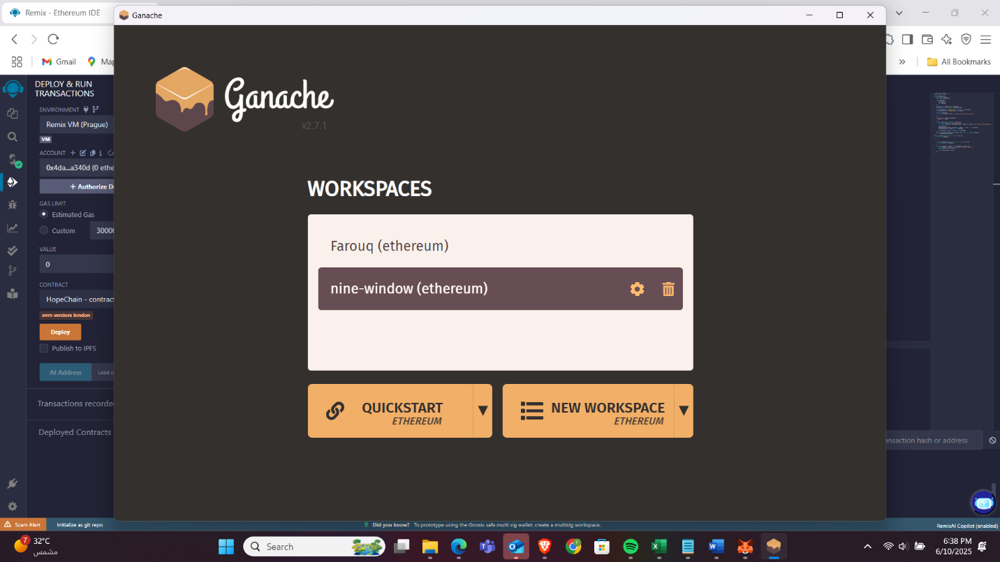 Remix - Ethereum IDE
Ganache
Gmail
Map
All Bookmarks
DEPLOY & RUN
TRANSACTIONS
ENVIRONMENT
Remix VM (Prague)
VM
ACCOUNT
0x4da...a340d (0 ethe
Authorize De
GAS LIMIT
Estimated Gas
Custom
30000
VALUE
0
CONTRACT
HopeChain - contract
evm version: london
Deploy
Publish to IPFS
At Address
Load co
Transactions recorded
Deployed Contracts
Ganache
v2.7.1
WORKSPACES
Farouq (ethereum)
nine-window (ethereum)
QUICKSTART
ETHEREUM
NEW WORKSPACE
ETHEREUM
ansaction hash or address
Scam Alert
Initialize as git repo
Did you know? To prototype using the Gnosis safe multi sig wallet: create a multisig workspace.
RemixAI Copilot (enabled)
7
32°C
مشمس
Search
6:38 PM
6/10/2025